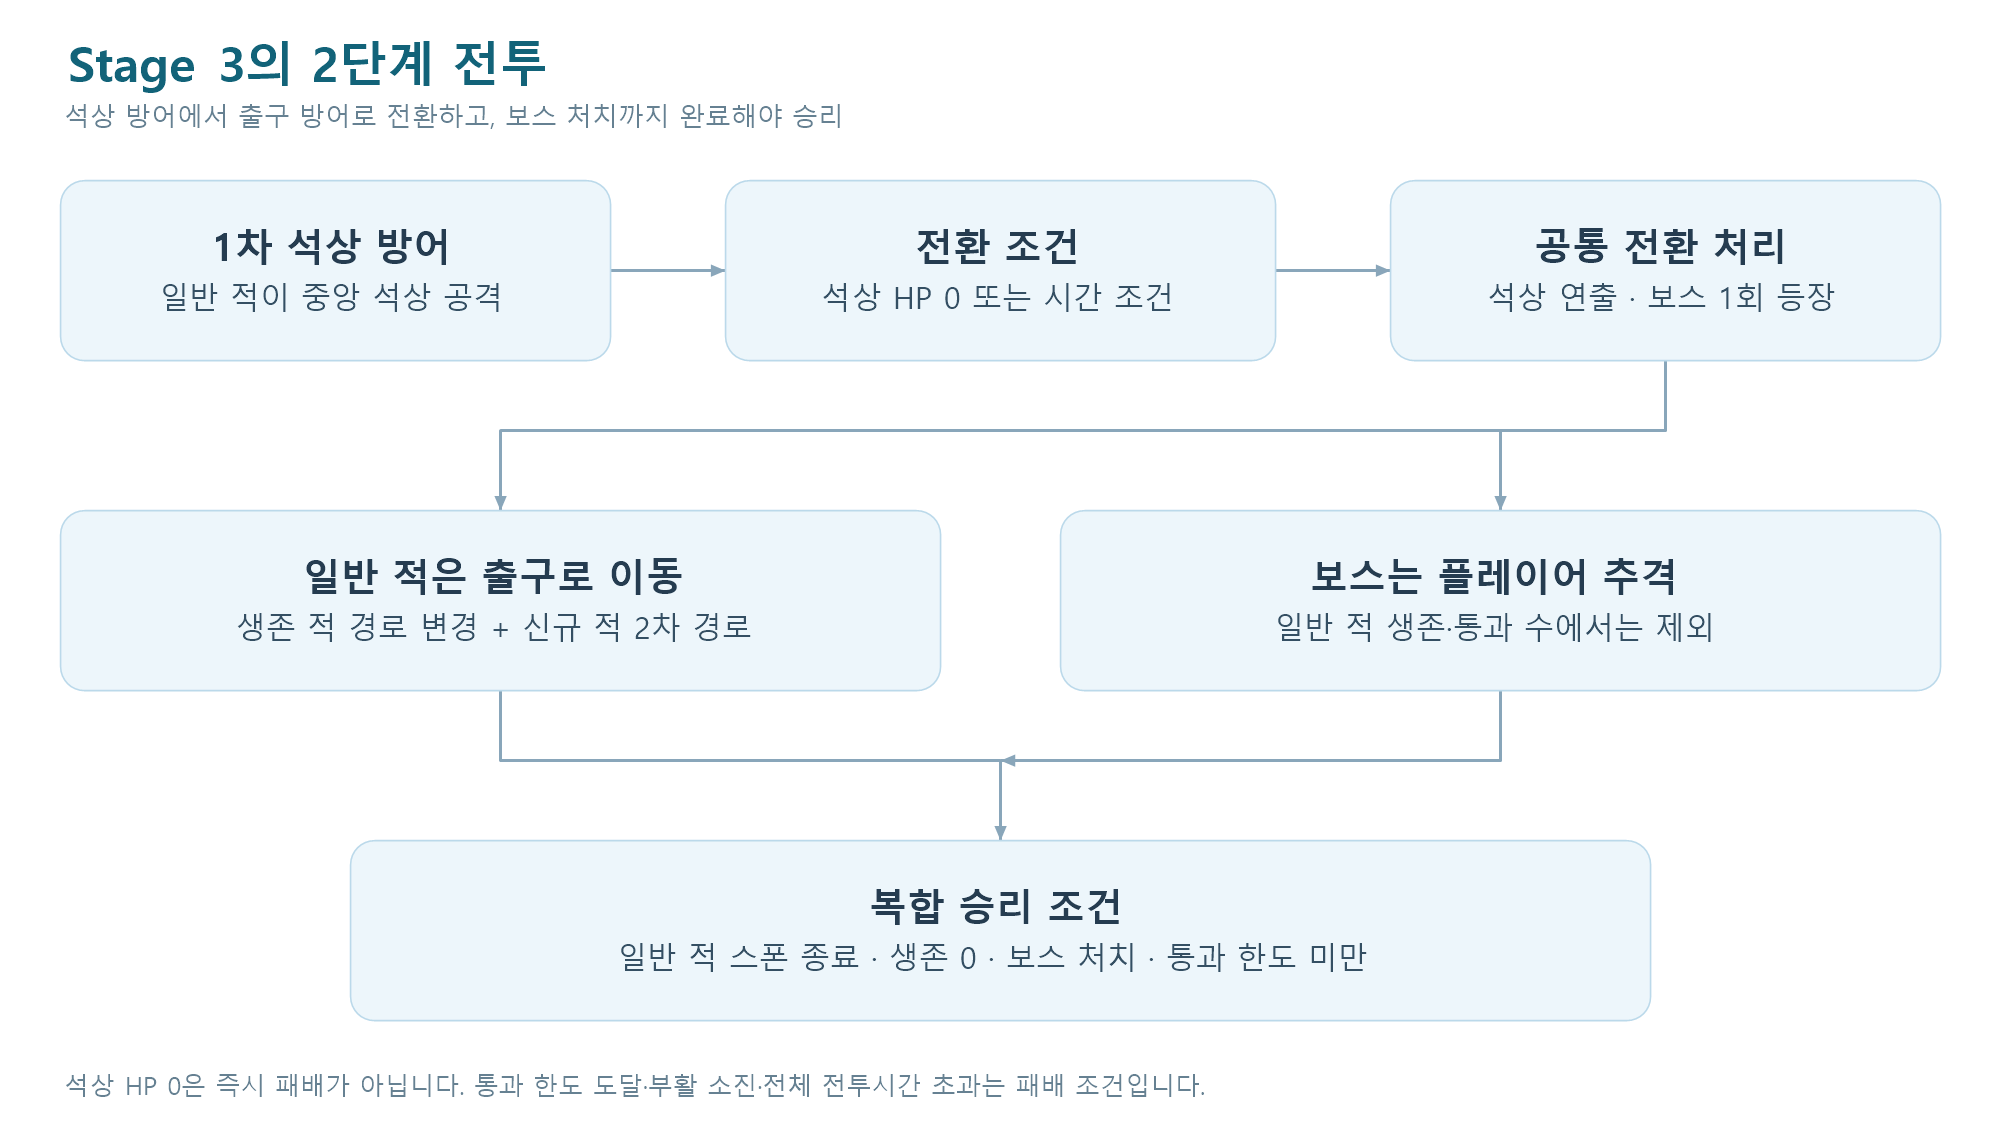 Stage 3의 2단계 전투
석상 방어에서 출구 방어로 전환하고, 보스 처치까지 완료해야 승리
1차 석상 방어
일반 적이 중앙 석상 공격
전환 조건
석상 HP 0 또는 시간 조건
공통 전환 처리
석상 연출 · 보스 1회 등장
일반 적은 출구로 이동
생존 적 경로 변경 + 신규 적 2차 경로
보스는 플레이어 추격
일반 적 생존·통과 수에서는 제외
복합 승리 조건
일반 적 스폰 종료 · 생존 0 · 보스 처치 · 통과 한도 미만
석상 HP 0은 즉시 패배가 아닙니다. 통과 한도 도달·부활 소진·전체 전투시간 초과는 패배 조건입니다.